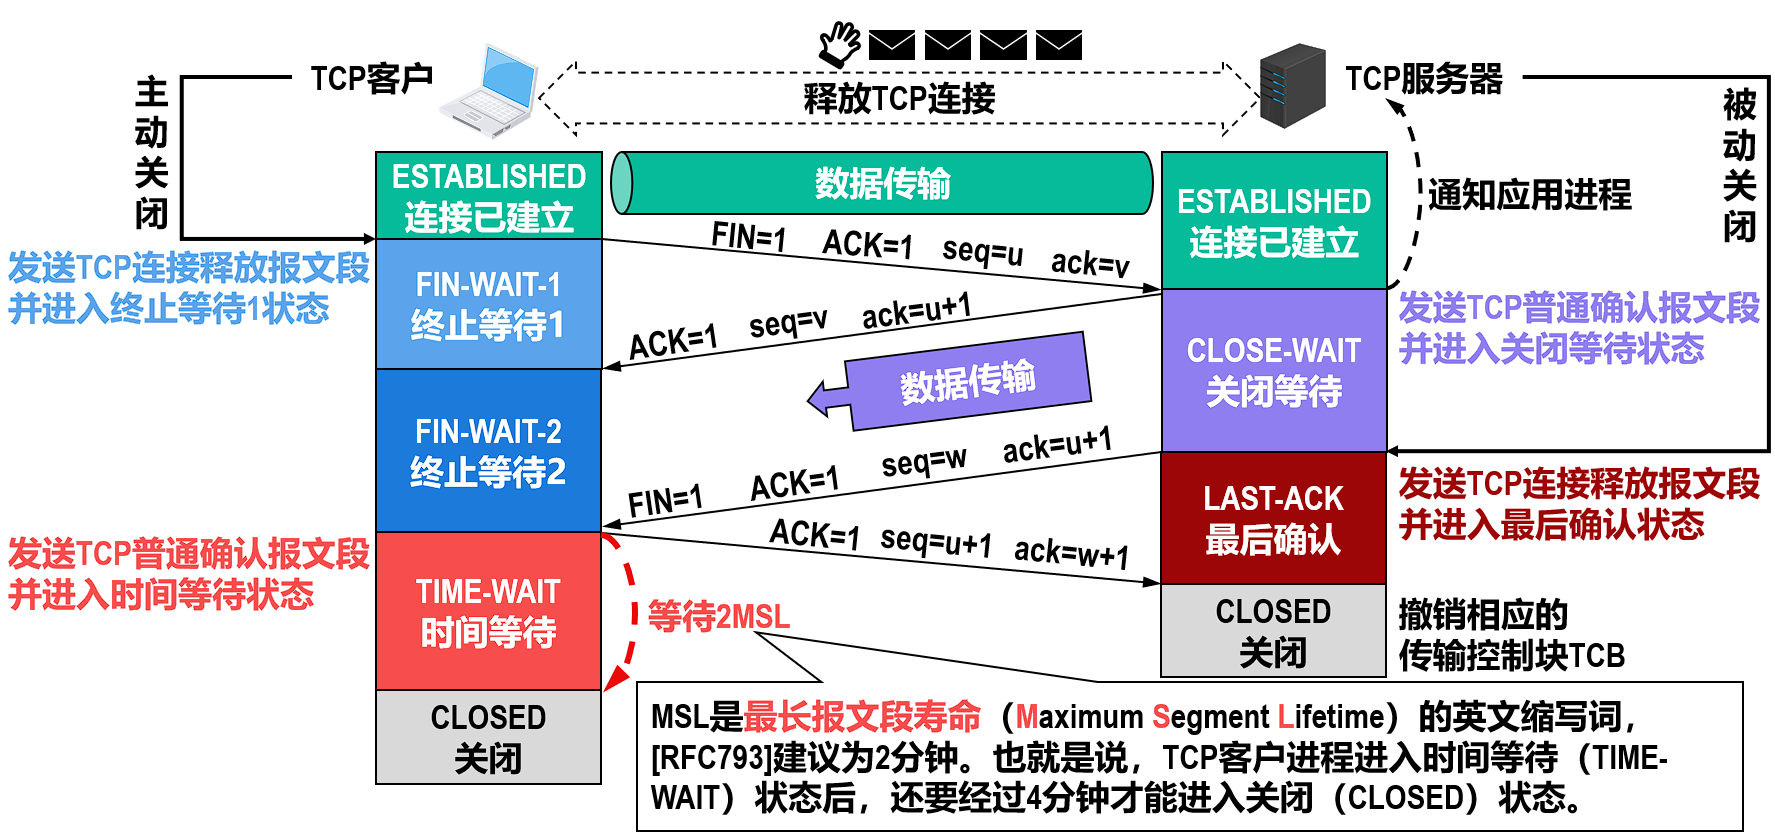 TCP客户
释放TCP连接
TCP服务器
主动关闭
被动关闭
ESTABLISHED
连接已建立
数据传输
ESTABLISHED
连接已建立
通知应用进程
FIN=1 ACK=1 seq=u ack=v
发送TCP连接释放报文段
并进入终止等待1状态
FIN-WAIT-1
终止等待1
ACK=1 seq=v ack=u+1
发送TCP普通确认报文段
并进入关闭等待状态
CLOSE-WAIT
关闭等待
数据传输
FIN-WAIT-2
终止等待2
FIN=1 ACK=1 seq=w ack=u+1
LAST-ACK
最后确认
发送TCP连接释放报文段
并进入最后确认状态
ACK=1 seq=u+1 ack=w+1
发送TCP普通确认报文段
并进入时间等待状态
TIME-WAIT
时间等待
等待2MSL
CLOSED
关闭
撤销相应的
传输控制块TCB
CLOSED
关闭
MSL是最长报文段寿命（Maximum Segment Lifetime）的英文缩写词，
[RFC793]建议为2分钟。也就是说，TCP客户进程进入时间等待（TIME-
WAIT）状态后，还要经过4分钟才能进入关闭（CLOSED）状态。